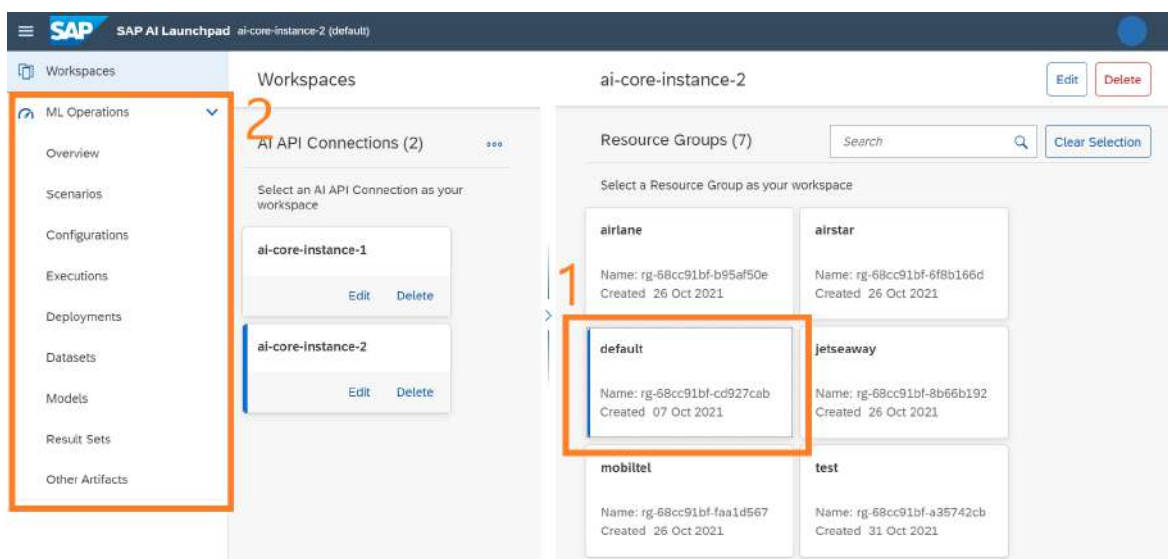 SAP SAP AI Launchpad ai-core-instance-2 (default)
Workspaces
ML Operations
Overview
Scenarios
Configurations
Executions
Deployments
Datasets
Models
Result Sets
Other Artifacts
2
Workspaces
AI API Connections (2)
Select an AI API Connection as your
workspace
ai-core-instance-1
Edit Delete
ai-core-instance-2
Edit Delete
ai-core-instance-2
Edit Delete
Resource Groups (7)
Search
Clear Selection
Select a Resource Group as your workspace
1
airlane
Name: rg-68cc91bf-b95af50e
Created 26 Oct 2021
airstar
Name: rg-68cc91bf-6f8b166d
Created 26 Oct 2021
default
Name: rg-68cc91bf-cd927cab
Created 07 Oct 2021
jetseaway
Name: rg-68cc91bf-8b66b192
Created 26 Oct 2021
mobiltel
Name: rg-68cc91bf-faa1d567
Created 26 Oct 2021
test
Name: rg-68cc91bf-a35742cb
Created 31 Oct 2021